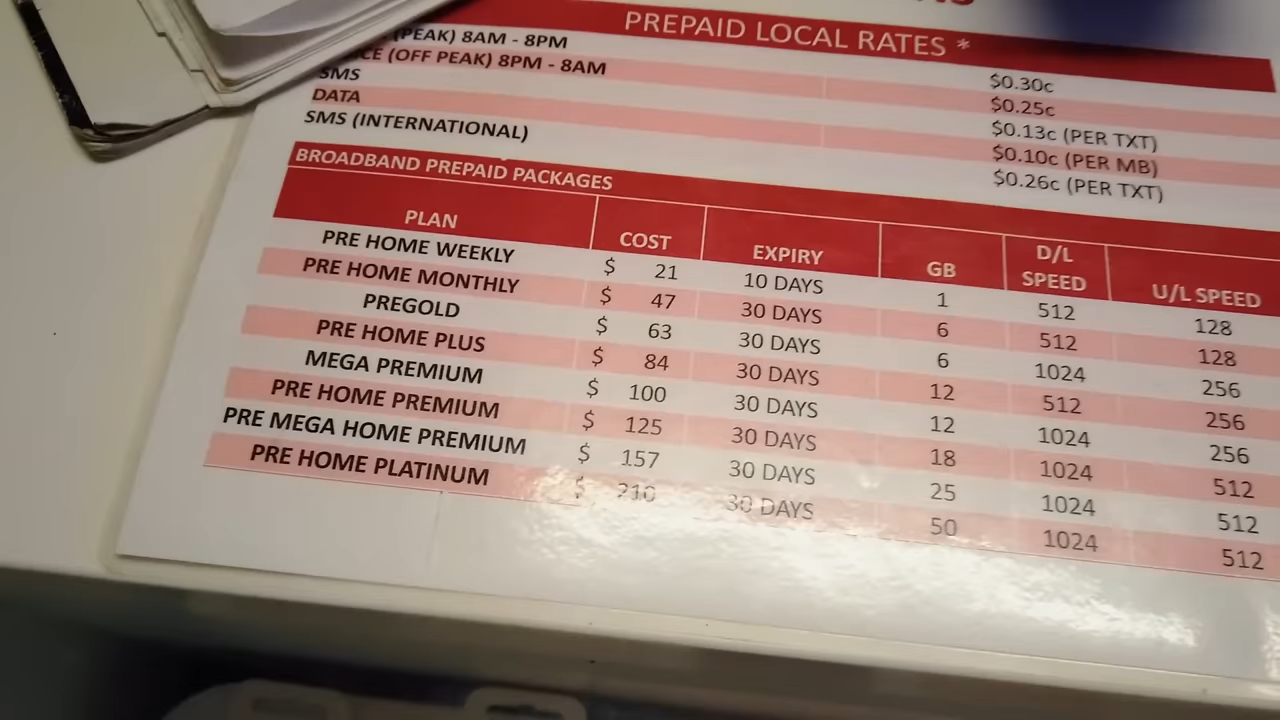 PREPAID LOCAL RATES *
(PEAK) 8AM - 8PM $0.30c
(OFF PEAK) 8PM - 8AM $0.25c
SMS $0.13c (PER TXT)
DATA $0.10c (PER MB)
SMS (INTERNATIONAL) $0.26c (PER TXT)
BROADBAND PREPAID PACKAGES
PLAN COST EXPIRY GB D/L SPEED U/L SPEED
PRE HOME WEEKLY $ 21 10 DAYS 1 512 128
PRE HOME MONTHLY $ 47 30 DAYS 6 512 128
PREGOLD $ 63 30 DAYS 6 1024 256
PRE HOME PLUS $ 84 30 DAYS 12 512 256
MEGA PREMIUM $ 100 30 DAYS 12 1024 256
PRE HOME PREMIUM $ 125 30 DAYS 18 1024 512
PRE MEGA HOME PREMIUM $ 157 30 DAYS 25 1024 512
PRE HOME PLATINUM $ 210 30 DAYS 50 1024 512